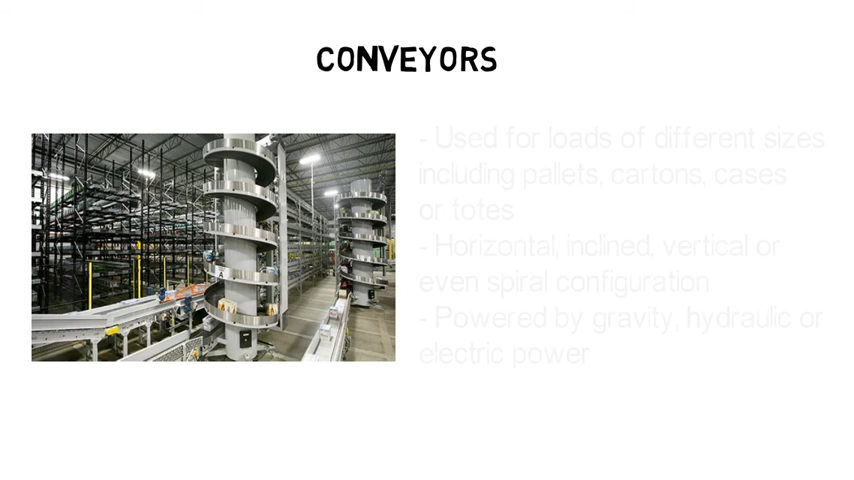 CONVEYORS
- Used for loads of different sizes
including pallets, cartons, cases
or totes
- Horizontal, inclined, vertical or
even spiral configuration
- Powered by gravity, hydraulic or
electric power